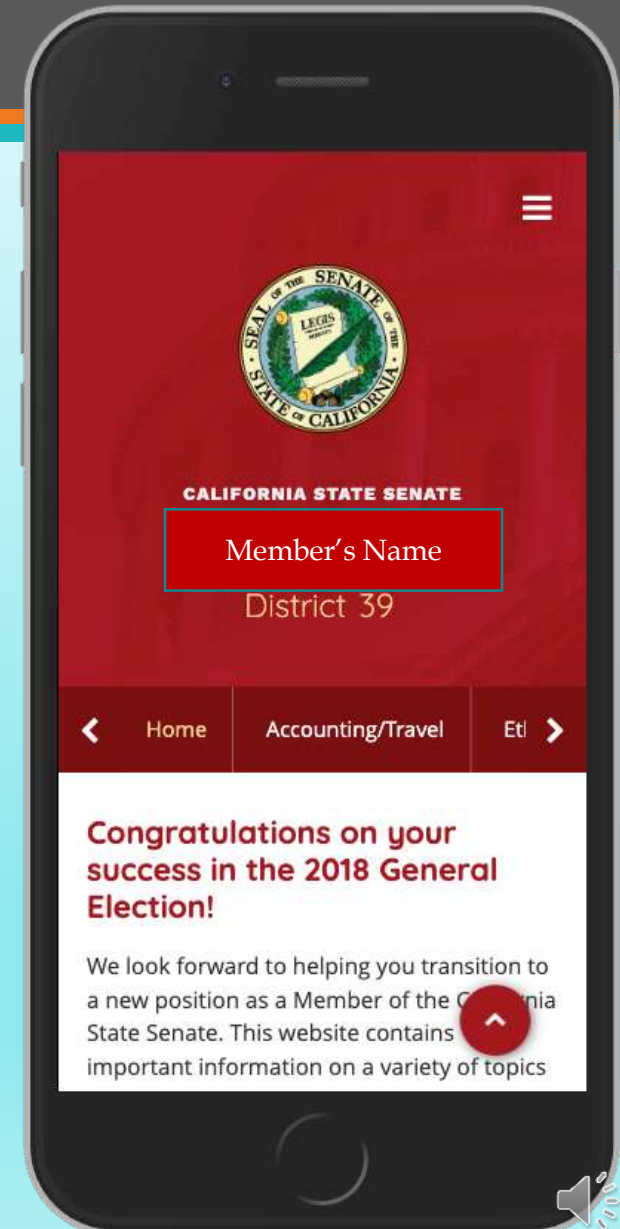 SEAL OF THE SENATE OF THE STATE OF CALIFORNIA
LEGIS
CALIFORNIA STATE SENATE
Member's Name
District 39
Home Accounting/Travel Etl
Congratulations on your
success in the 2018 General
Election!
We look forward to helping you transition to
a new position as a Member of the C nia
State Senate. This website contains
important information on a variety of topics